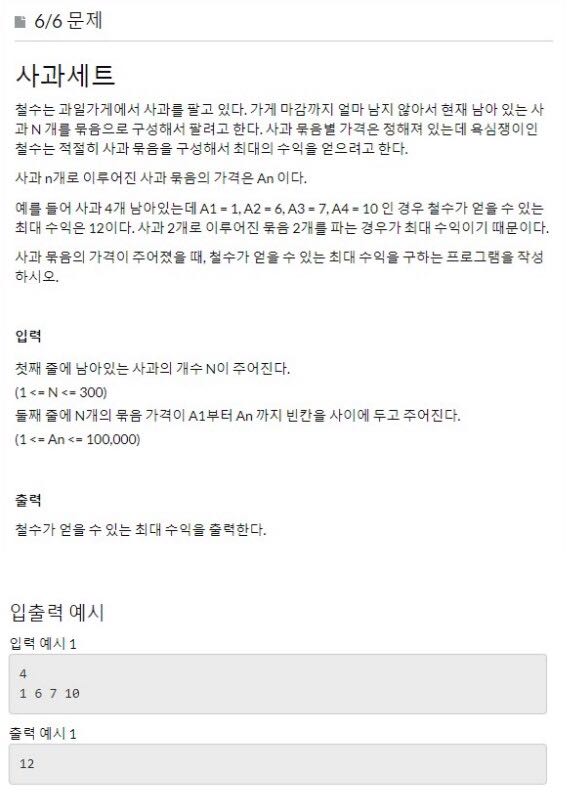 6/6 문제
사과세트
철수는 과일가게에서 사과를 팔고 있다. 가게 마감까지 얼마 남지 않아서 현재 남아 있는 사
과 N 개를 묶음으로 구성해서 팔려고 한다. 사과 묶음별 가격은 정해져 있는데 욕심쟁이인
철수는 적절히 사과 묶음을 구성해서 최대의 수익을 얻으려고 한다.
사과 n개로 이루어진 사과 묶음의 가격은 An 이다.
예를 들어 사과 4개 남아있는데 A1 = 1, A2 = 6, A3 = 7, A4 = 10 인 경우 철수가 얻을 수 있는
최대 수익은 12이다. 사과 2개로 이루어진 묶음 2개를 파는 경우가 최대 수익이기 때문이다.
사과 묶음의 가격이 주어졌을 때, 철수가 얻을 수 있는 최대 수익을 구하는 프로그램을 작성
하시오.
입력
첫째 줄에 남아있는 사과의 개수 N이 주어진다.
(1 <= N <= 300)
둘째 줄에 N개의 묶음 가격이 A1부터 An 까지 빈칸을 사이에 두고 주어진다.
(1 <= An <= 100,000)
출력
철수가 얻을 수 있는 최대 수익을 출력한다.
입출력 예시
입력 예시 1
4
1 6 7 10
출력 예시 1
12